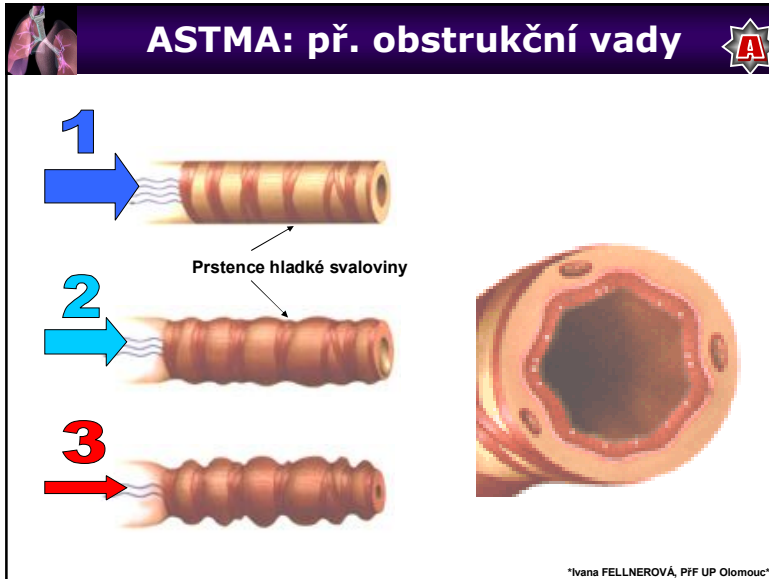 ASTMA: př. obstrukční vady
A
1
Prstence hladké svaloviny
2
3
*Ivana FELLNEROVÁ, PřF UP Olomouc*